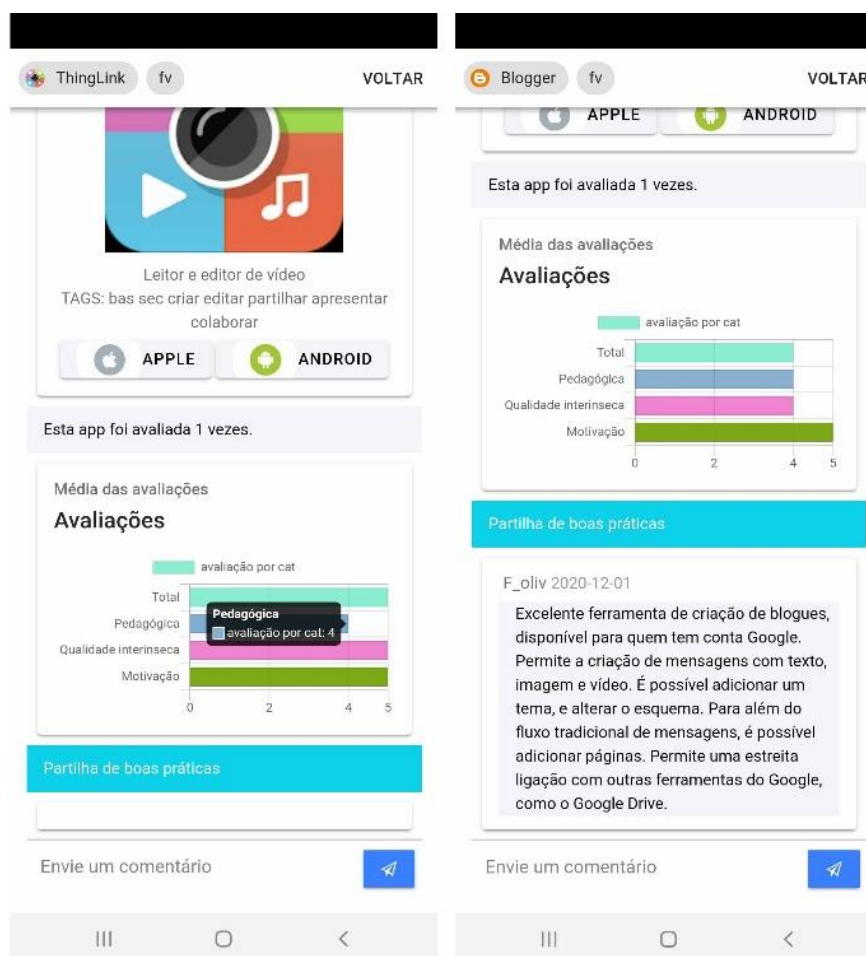 ThingLink fv VOLTAR
Leitor e editor de vídeo
TAGS: bas sec criar editar partilhar apresentar
colaborar
APPLE ANDROID
Esta app foi avaliada 1 vezes.
Média das avaliações
Avaliações
avaliação por cat
Total
Pedagógica
Qualidade interinseca
Motivação
Pedagógica
avaliação por cat: 4
0 2 4 5
Partilha de boas práticas
Envie um comentário
Blogger fv VOLTAR
APPLE ANDROID
Esta app foi avaliada 1 vezes.
Média das avaliações
Avaliações
avaliação por cat
Total
Pedagógica
Qualidade interinseca
Motivação
0 2 4 5
Partilha de boas práticas
F_oliv 2020-12-01
Excelente ferramenta de criação de blogues,
disponível para quem tem conta Google.
Permite a criação de mensagens com texto,
imagem e vídeo. É possível adicionar um
tema, e alterar o esquema. Para além do
fluxo tradicional de mensagens, é possível
adicionar páginas. Permite uma estreita
ligação com outras ferramentas do Google,
como o Google Drive.
Envie um comentário